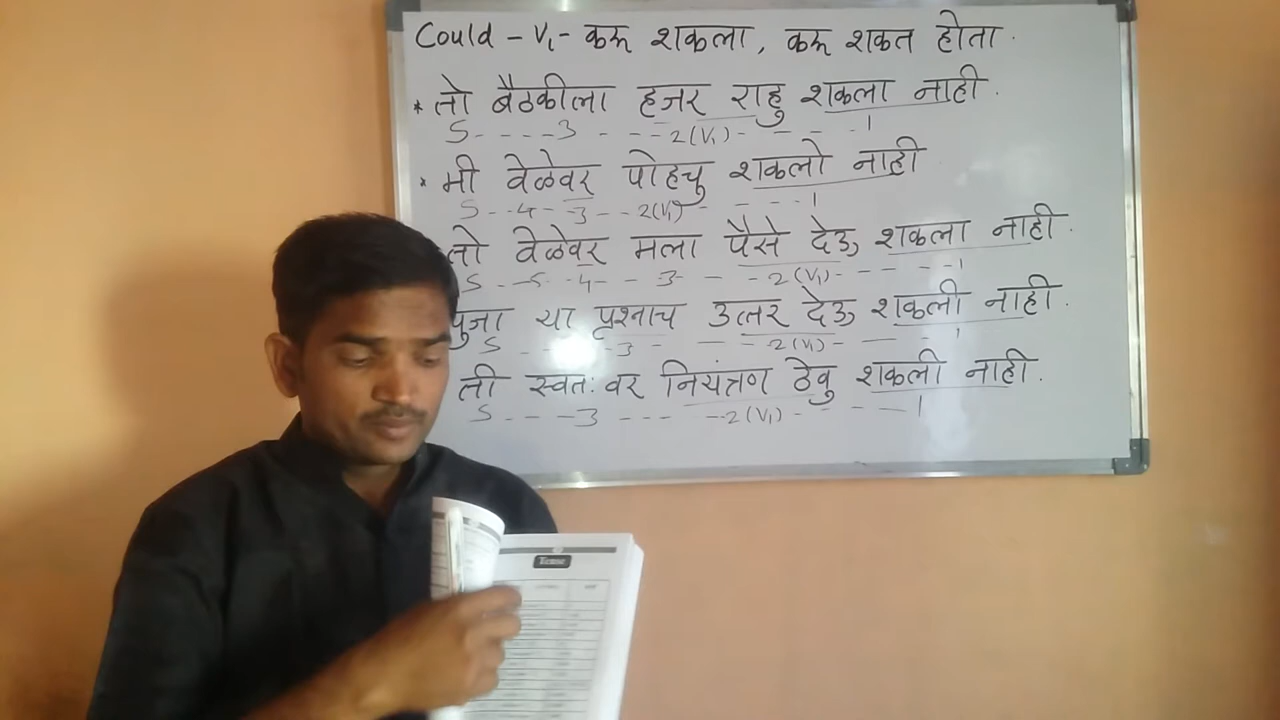 Could - V₁ - करू शकला, करू शकत होता.
* तो बैठकीला हजर राहु शकला नाही.
S - - - - 3 - - - 2(V₁) - - - - 1
* मी वेळेवर पोहचु शकलो नाही
S - - 4 - - 3 - - - 2(V₁) - - - - - 1
तो वेळेवर मला पैसे देऊ शकला नाही.
S - - 5 - - 4 - - - 3 - - - 2(V₁) - - - - - 1
पुजा या प्रश्नाच उत्तर देऊ शकली नाही.
S - - - - 3 - - - 2(V₁) - - - - 1
ती स्वतः वर नियंत्रण ठेवु शकली नाही.
S - - - - 3 - - - - - 2(V₁) - - - - - 1
Tense